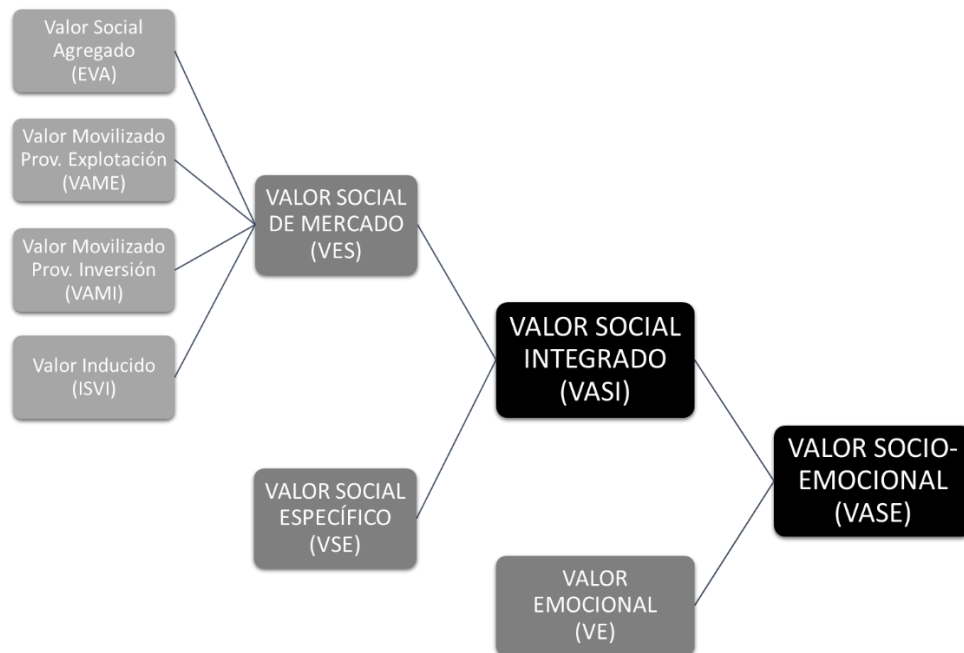 Valor Social
Agregado
(EVA)
Valor Movilizado
Prov. Explotación
(VAME)
Valor Movilizado
Prov. Inversión
(VAMI)
Valor Inducido
(ISVI)
VALOR SOCIAL
DE MERCADO
(VES)
VALOR SOCIAL
ESPECÍFICO
(VSE)
VALOR SOCIAL
INTEGRADO
(VASI)
VALOR
EMOCIONAL
(VE)
VALOR SOCIO-
EMOCIONAL
(VASE)